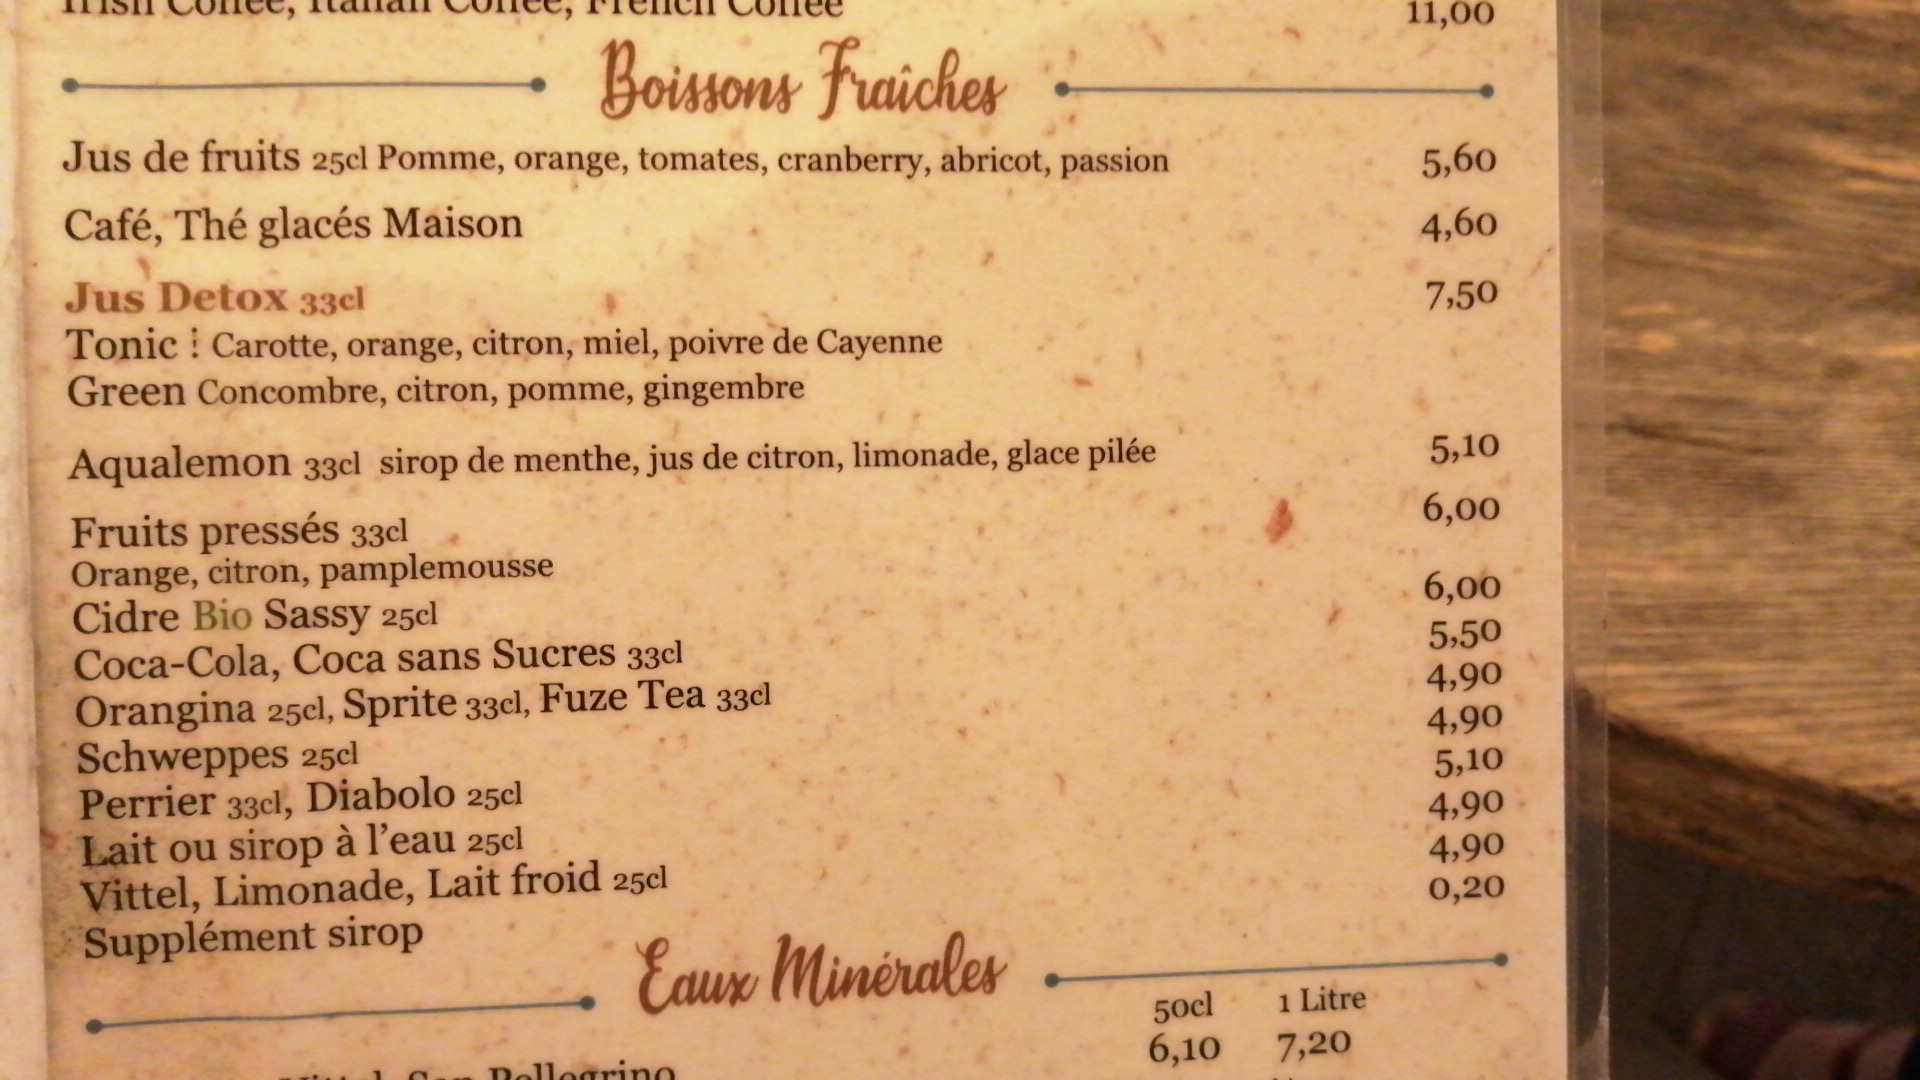 Irish Coffee, Italian Coffee, French Coffee 11,00
Boissons Fraîches
Jus de fruits 25cl Pomme, orange, tomates, cranberry, abricot, passion 5,60
Café, Thé glacés Maison 4,60
Jus Detox 33cl 7,50
Tonic : Carotte, orange, citron, miel, poivre de Cayenne
Green Concombre, citron, pomme, gingembre
Aqualemon 33cl sirop de menthe, jus de citron, limonade, glace pilée 5,10
Fruits pressés 33cl 6,00
Orange, citron, pamplemousse
Cidre Bio Sassy 25cl 6,00
Coca-Cola, Coca sans Sucres 33cl 5,50
Orangina 25cl, Sprite 33cl, Fuze Tea 33cl 4,90
Schweppes 25cl 4,90
Perrier 33cl, Diabolo 25cl 5,10
Lait ou sirop à l'eau 25cl 4,90
Vittel, Limonade, Lait froid 25cl 4,90
Supplément sirop 0,20
Eaux Minérales
50cl 1 Litre
Vittel, San Pellegrino 6,10 7,20